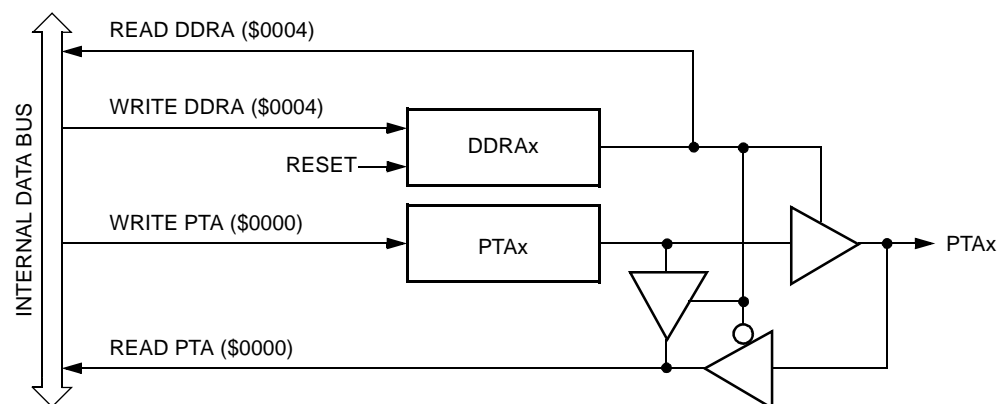 READ DDRA ($0004)
WRITE DDRA ($0004)
DDRAx
RESET
WRITE PTA ($0000)
PTAx
PTAx
READ PTA ($0000)
INTERNAL DATA BUS